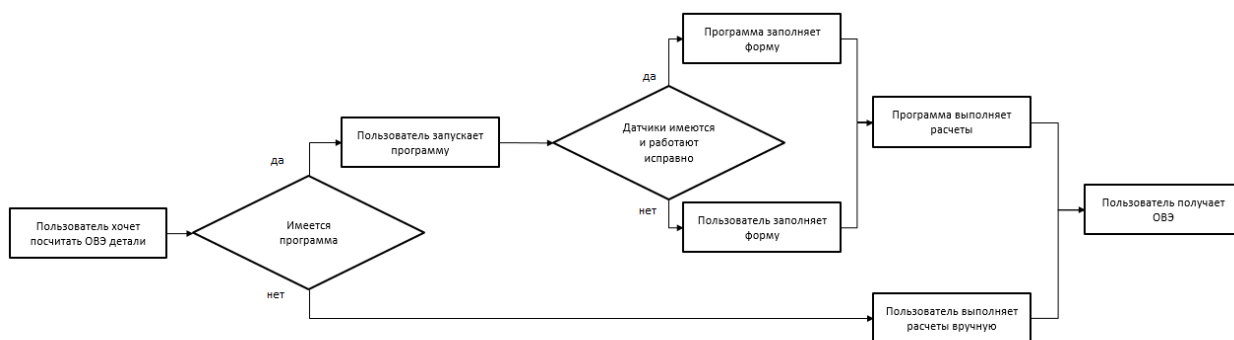 Пользователь хочет
посчитать ОВЭ детали
Имеется
программа
да
нет
Пользователь запускает
программу
Датчики имеются
и работают
исправно
да
нет
Программа заполняет
форму
Пользователь заполняет
форму
Программа выполняет
расчеты
Пользователь выполняет
расчеты вручную
Пользователь получает
ОВЭ